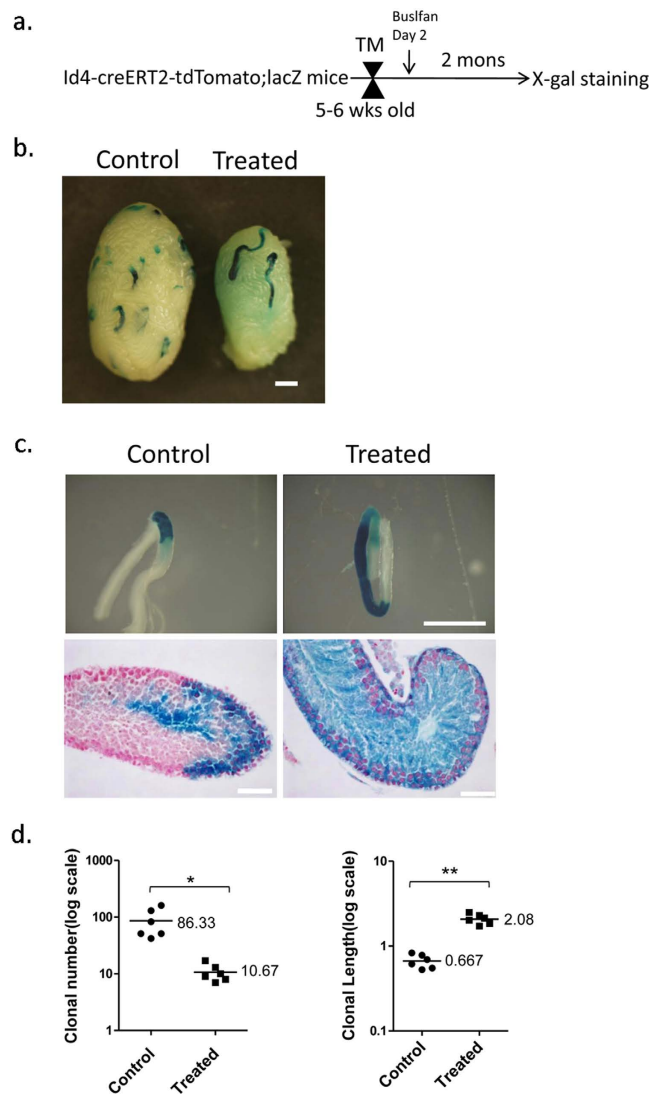 a.
Buslfan
Day 2
TM
2 mons
Id4-creERT2-tdTomato;lacZ mice
X-gal staining
5-6 wks old
b.
Control Treated
c.
Control Treated
d.
Clonal number(log scale)
1000
100
10
1
*
86.33
10.67
Control
Treated
Clonal Length(log scale)
10
1
0.1
**
0.667
2.08
Control
Treated